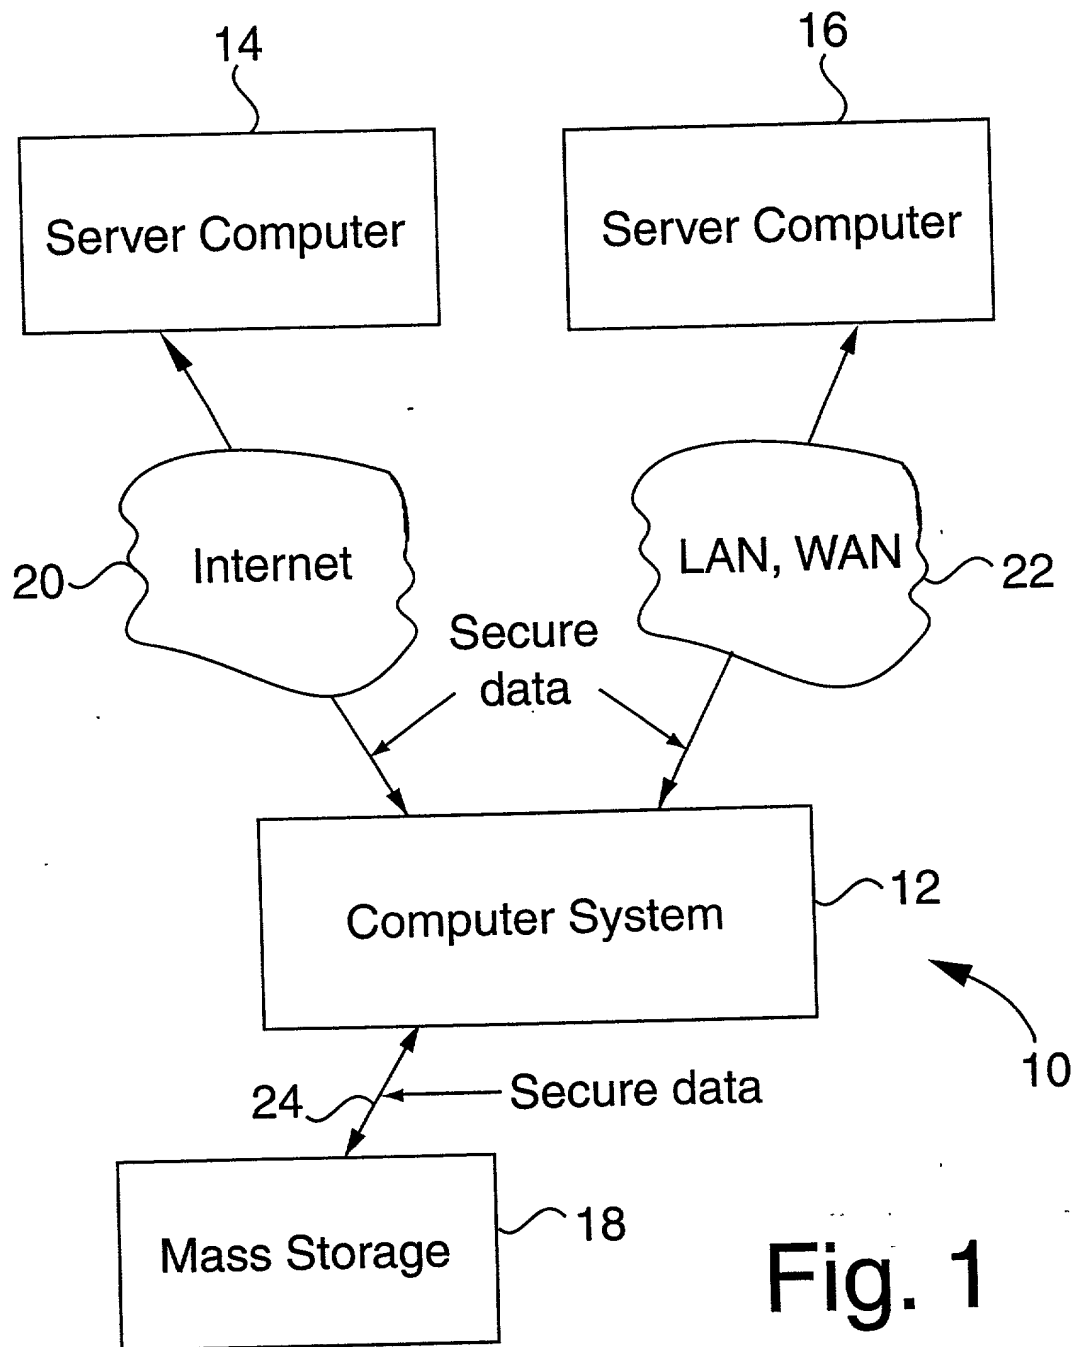 14
16
Server Computer
Server Computer
Internet
LAN, WAN
20
22
Secure
data
Computer System
12
10
24
Secure data
18
Mass Storage
Fig. 1